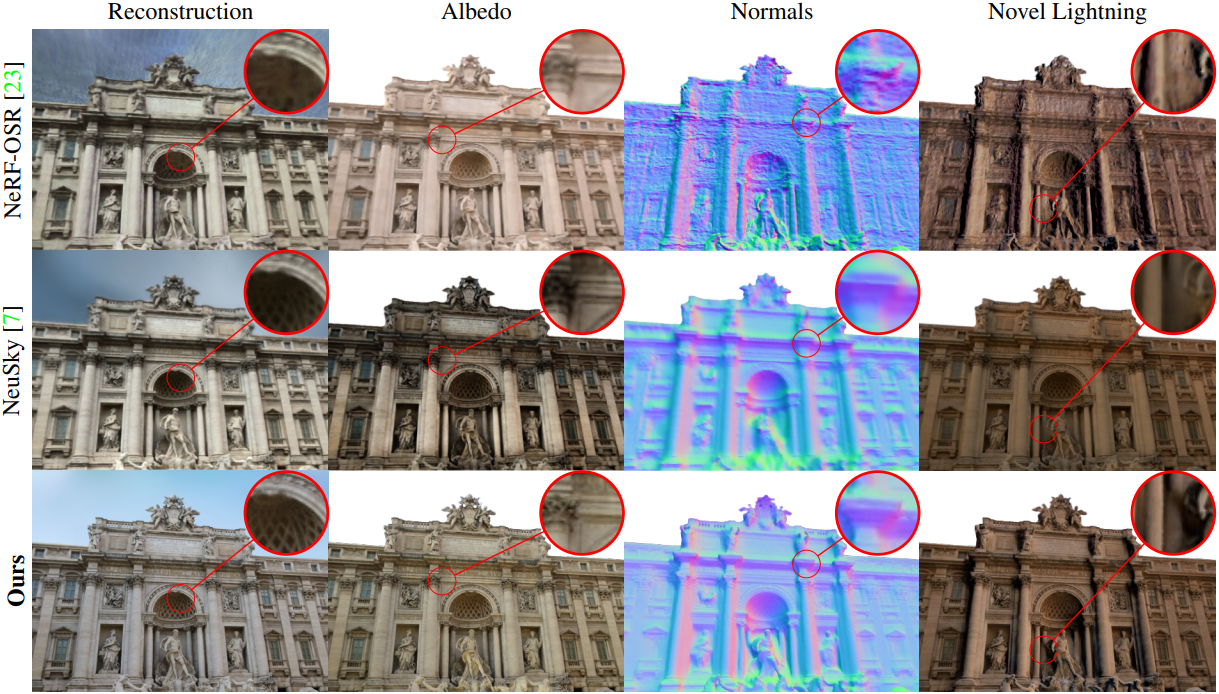 Reconstruction Albedo Normals Novel Lightning
NeRF-OSR [23]
NeuSky [7]
Ours